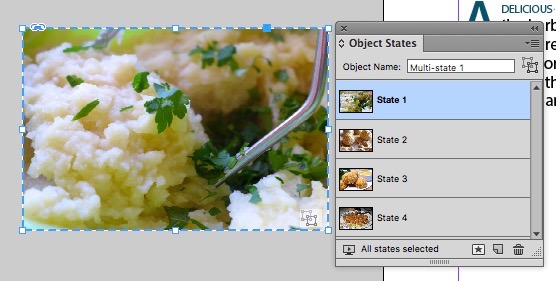 A
DELICIOUS
Object States
Object Name: Multi-state 1
State 1
State 2
State 3
State 4
All states selected